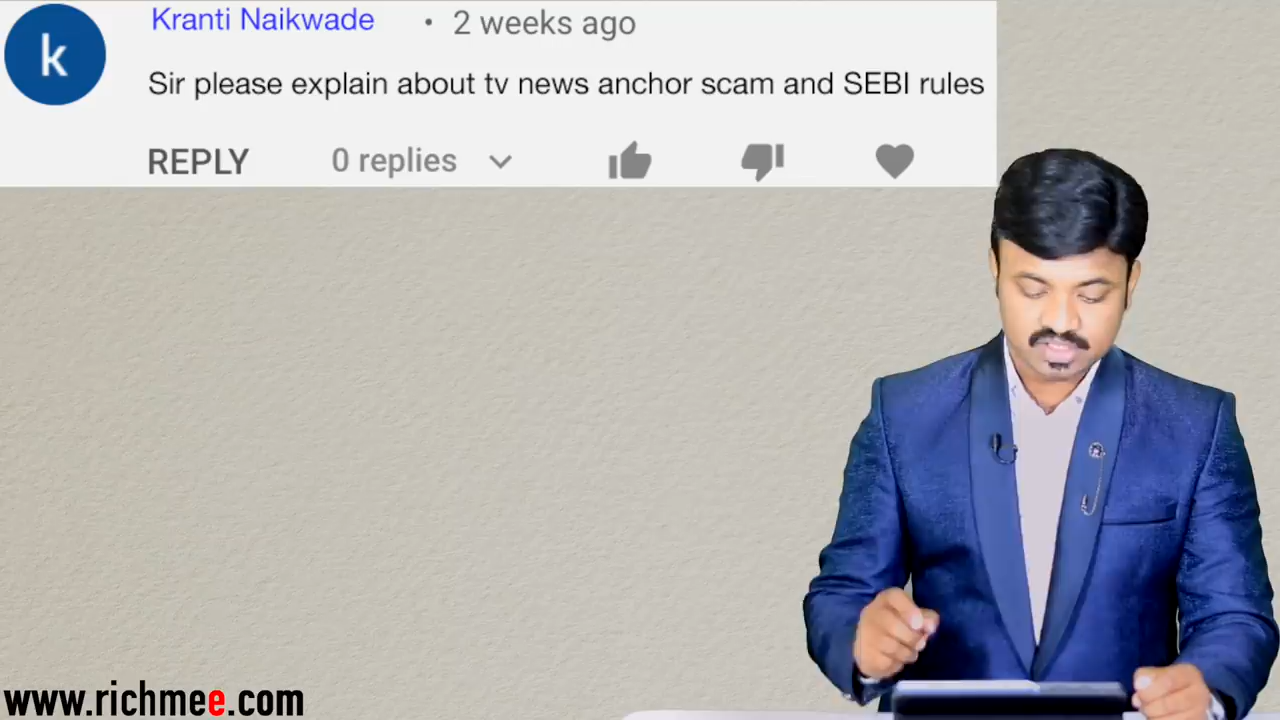 k
Kranti Naikwade • 2 weeks ago
Sir please explain about tv news anchor scam and SEBI rules
REPLY 0 replies
www.richmee.com